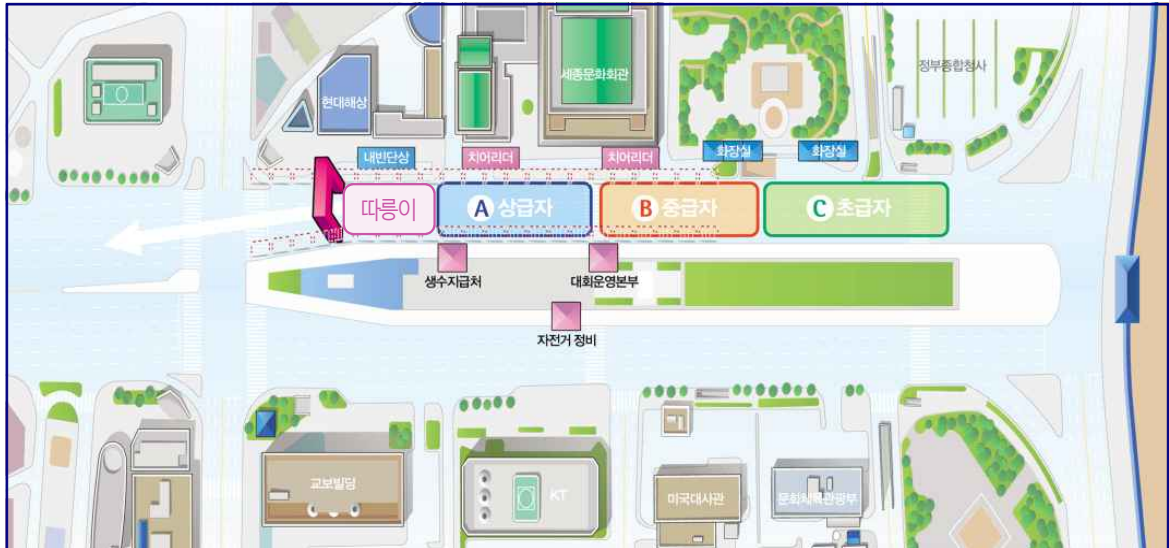 세종문화회관
정부종합청사
현대해상
내빈단상
치어리더
치어리더
화장실
화장실
따릉이
A 상급자
B 중급자
C 초급자
생수지급처
대회운영본부
자전거 정비
교보빌딩
KT
미국대사관
문화체육관광부